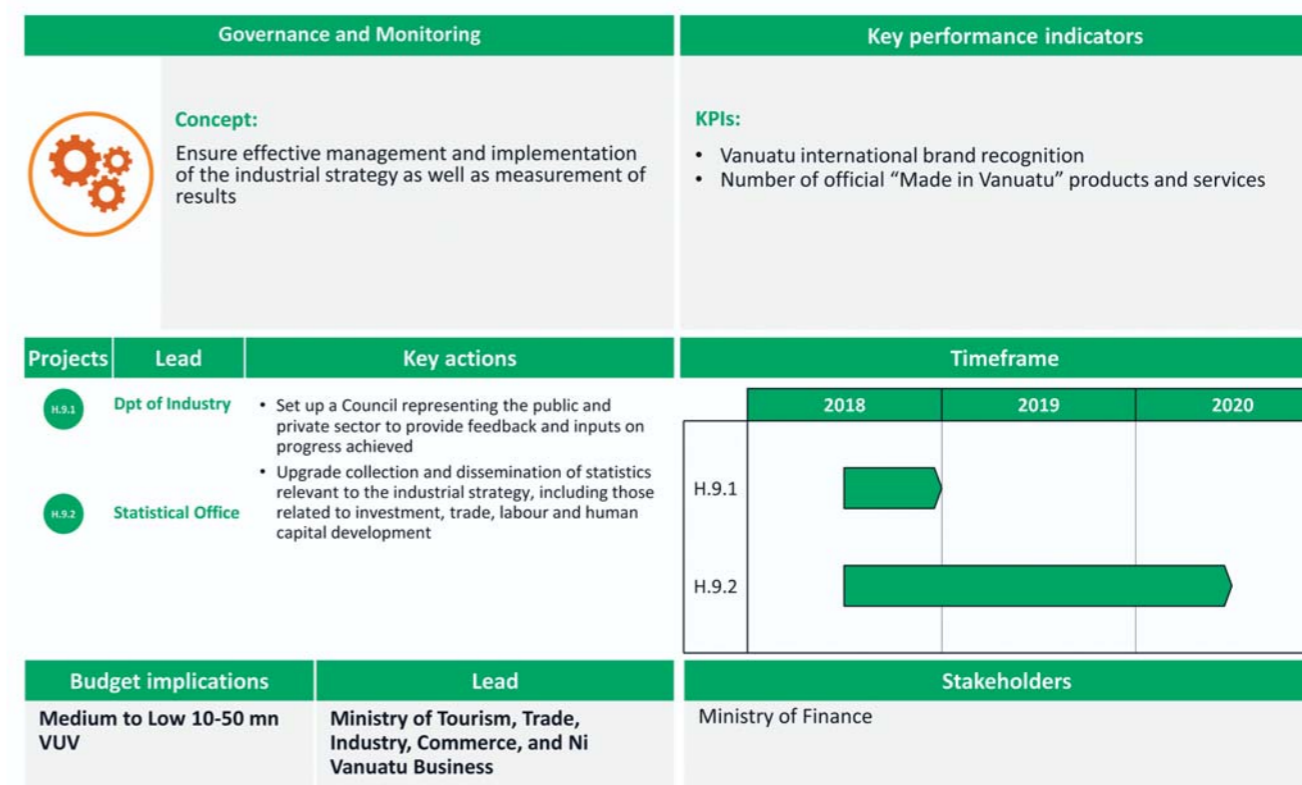 Governance and Monitoring
Concept:
Ensure effective management and implementation
of the industrial strategy as well as measurement of
results
Key performance indicators
KPIs:
• Vanuatu international brand recognition
• Number of official “Made in Vanuatu” products and services
Projects
Lead
Key actions
H.9.1
Dpt of Industry
• Set up a Council representing the public and
private sector to provide feedback and inputs on
progress achieved
H.9.2
Statistical Office
• Upgrade collection and dissemination of statistics
relevant to the industrial strategy, including those
related to investment, trade, labour and human
capital development
Timeframe
2018
2019
2020
H.9.1
H.9.2
Budget implications
Medium to Low 10-50 mn
VUV
Lead
Ministry of Tourism, Trade,
Industry, Commerce, and Ni
Vanuatu Business
Stakeholders
Ministry of Finance